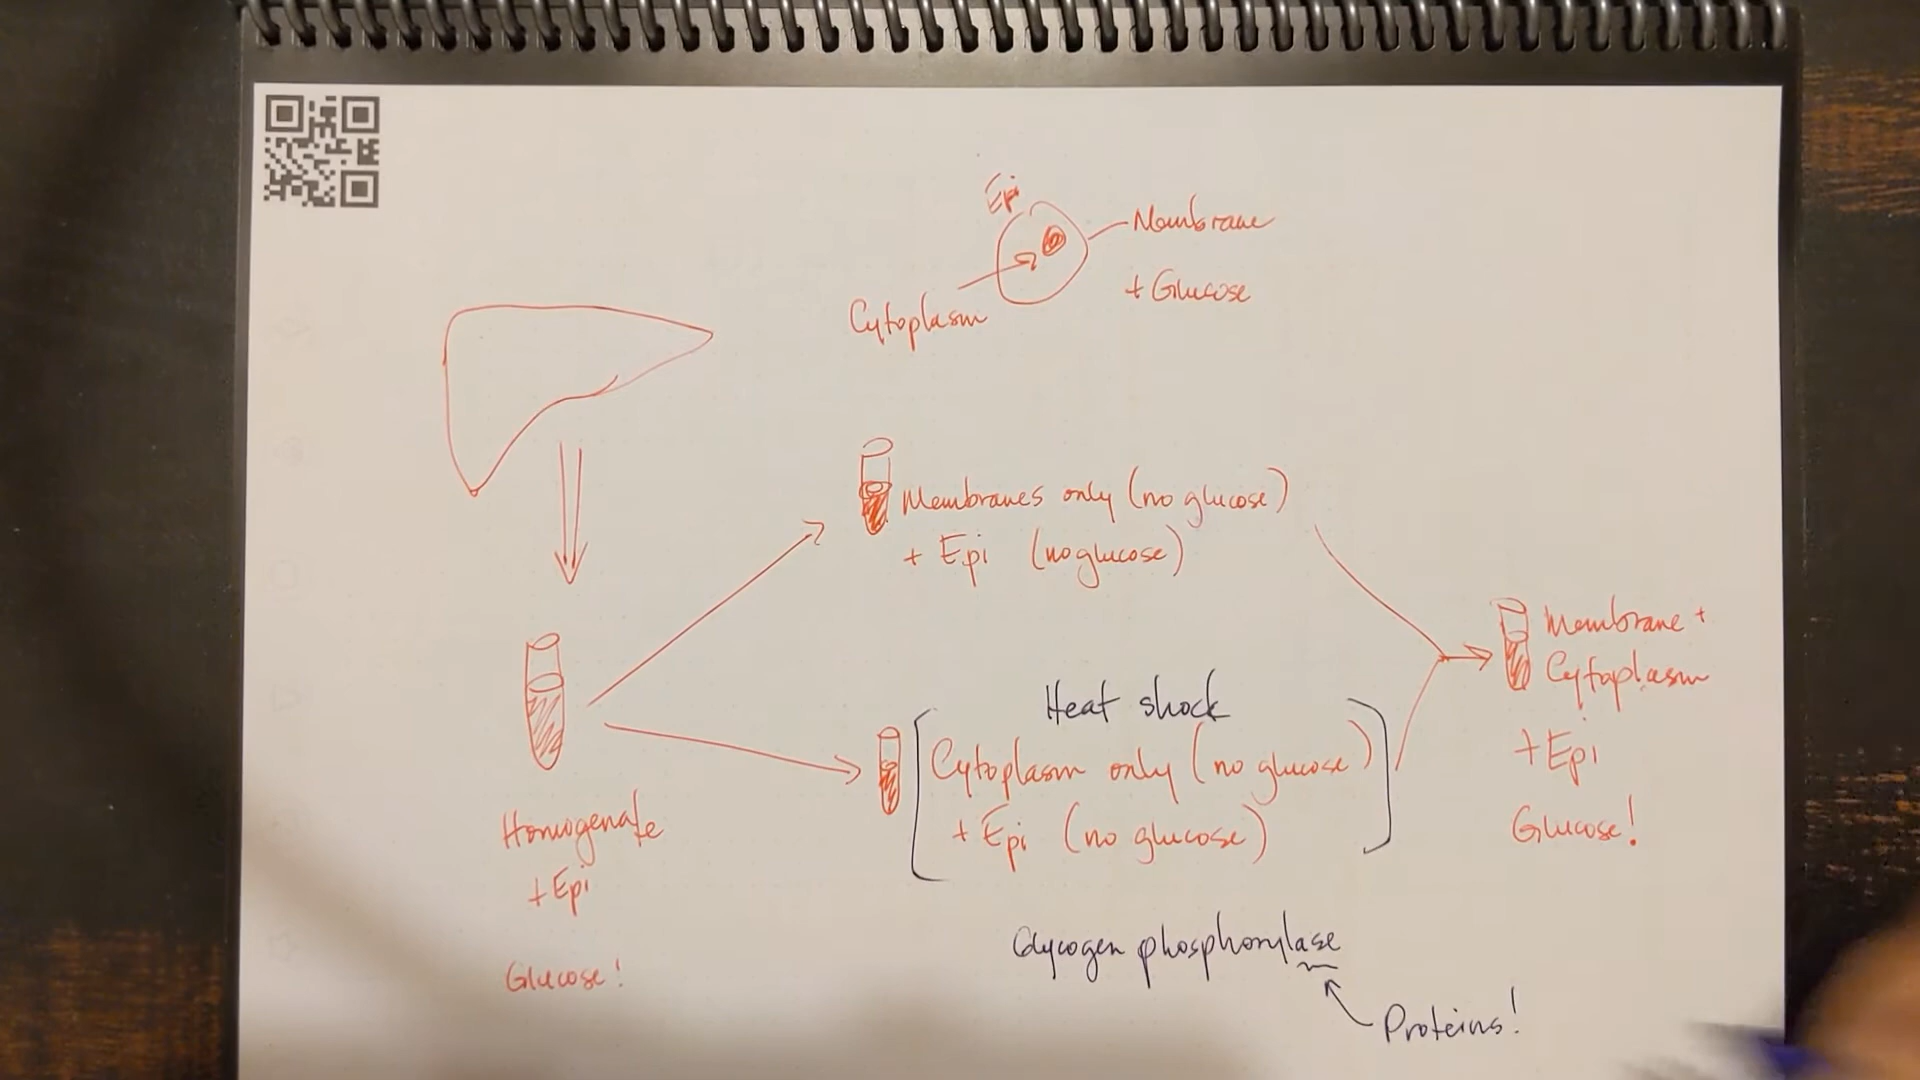 Epi
Membrane
+ Glucose
Cytoplasm
Membranes only (no glucose)
+ Epi (no glucose)
Homogenate
+ Epi
Glucose!
Heat shock
Cytoplasm only (no glucose)
+ Epi (no glucose)
Glycogen phosphorylase
Proteins!
Membrane +
Cytoplasm
+ Epi
Glucose!